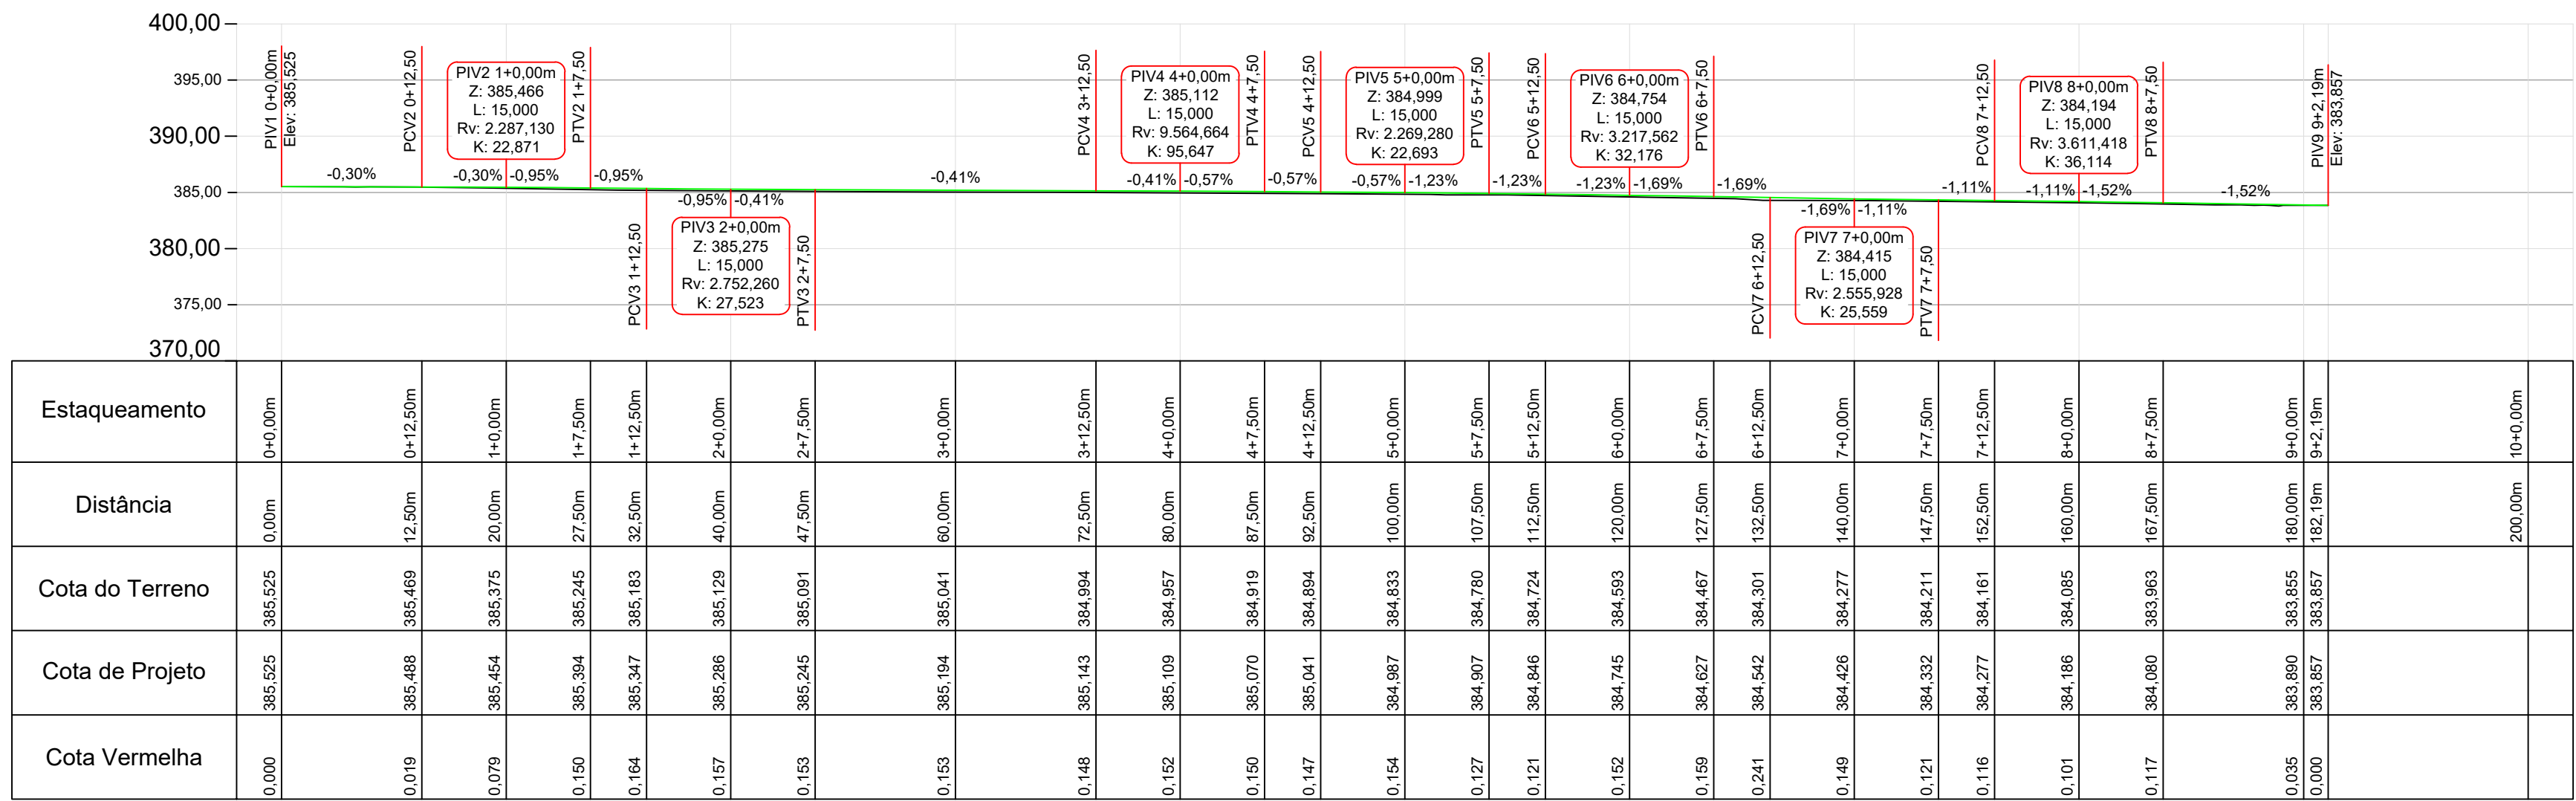 400,00
395,00
390,00
385,00
380,00
375,00
370,00
PIV1 0+0,00m
Elev: 385,525
-0,30%
PCV2 0+12,50
PIV2 1+0,00m
Z: 385,466
L: 15,000
Rv: 2.287,130
K: 22,871
-0,30%
-0,95%
PTV2 1+7,50
-0,95%
PCV3 1+12,50
-0,95%
-0,41%
PIV3 2+0,00m
Z: 385,275
L: 15,000
Rv: 2.752,260
K: 27,523
PTV3 2+7,50
-0,41%
PCV4 3+12,50
PIV4 4+0,00m
Z: 385,112
L: 15,000
Rv: 9.564,664
K: 95,647
-0,41%
-0,57%
PTV4 4+7,50
-0,57%
PCV5 4+12,50
PIV5 5+0,00m
Z: 384,999
L: 15,000
Rv: 2.269,280
K: 22,693
-0,57%
-1,23%
PTV5 5+7,50
-1,23%
PCV6 5+12,50
PIV6 6+0,00m
Z: 384,754
L: 15,000
Rv: 3.217,562
K: 32,176
-1,23%
-1,69%
PTV6 6+7,50
-1,69%
PCV7 6+12,50
-1,69%
-1,11%
PIV7 7+0,00m
Z: 384,415
L: 15,000
Rv: 2.555,928
K: 25,559
PTV7 7+7,50
-1,11%
PCV8 7+12,50
PIV8 8+0,00m
Z: 384,194
L: 15,000
Rv: 3.611,418
K: 36,114
-1,11%
-1,52%
PTV8 8+7,50
-1,52%
PIV9 9+2,19m
Elev: 383,857
Estaqueamento
0+0,00m
0+12,50m
1+0,00m
1+7,50m
1+12,50m
2+0,00m
2+7,50m
3+0,00m
3+12,50m
4+0,00m
4+7,50m
4+12,50m
5+0,00m
5+7,50m
5+12,50m
6+0,00m
6+7,50m
6+12,50m
7+0,00m
7+7,50m
7+12,50m
8+0,00m
8+7,50m
9+0,00m
9+2,19m
10+0,00m
Distância
0,00m
12,50m
20,00m
27,50m
32,50m
40,00m
47,50m
60,00m
72,50m
80,00m
87,50m
92,50m
100,00m
107,50m
112,50m
120,00m
127,50m
132,50m
140,00m
147,50m
152,50m
160,00m
167,50m
180,00m
182,19m
200,00m
Cota do Terreno
385,525
385,469
385,375
385,245
385,183
385,129
385,091
385,041
384,994
384,957
384,919
384,894
384,833
384,780
384,724
384,593
384,467
384,301
384,277
384,211
384,161
384,085
383,963
383,855
383,857
Cota de Projeto
385,525
385,488
385,454
385,394
385,347
385,286
385,245
385,194
385,143
385,109
385,070
385,041
384,987
384,907
384,846
384,745
384,627
384,542
384,426
384,332
384,277
384,186
384,080
383,890
383,857
Cota Vermelha
0,000
0,019
0,079
0,150
0,164
0,157
0,153
0,153
0,148
0,152
0,150
0,147
0,154
0,127
0,121
0,152
0,159
0,241
0,149
0,121
0,116
0,101
0,117
0,035
0,000